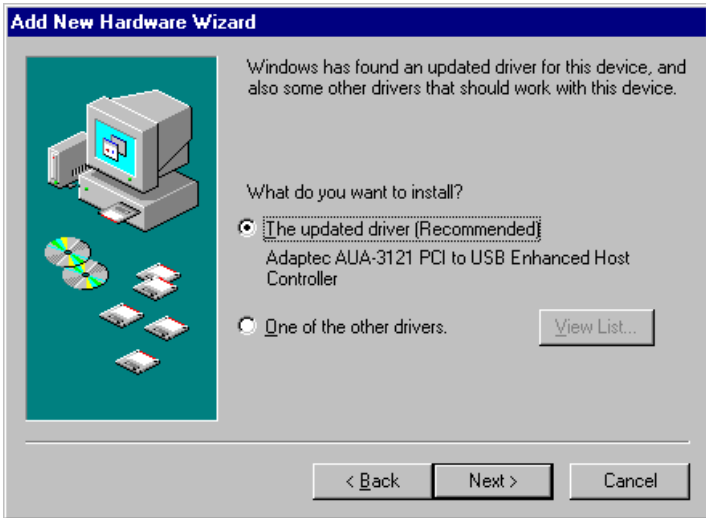 Add New Hardware Wizard
Windows has found an updated driver for this device, and
also some other drivers that should work with this device.
What do you want to install?
The updated driver (Recommended)
Adaptec AUA-3121 PCI to USB Enhanced Host
Controller
One of the other drivers.
View List...
< Back
Next >
Cancel